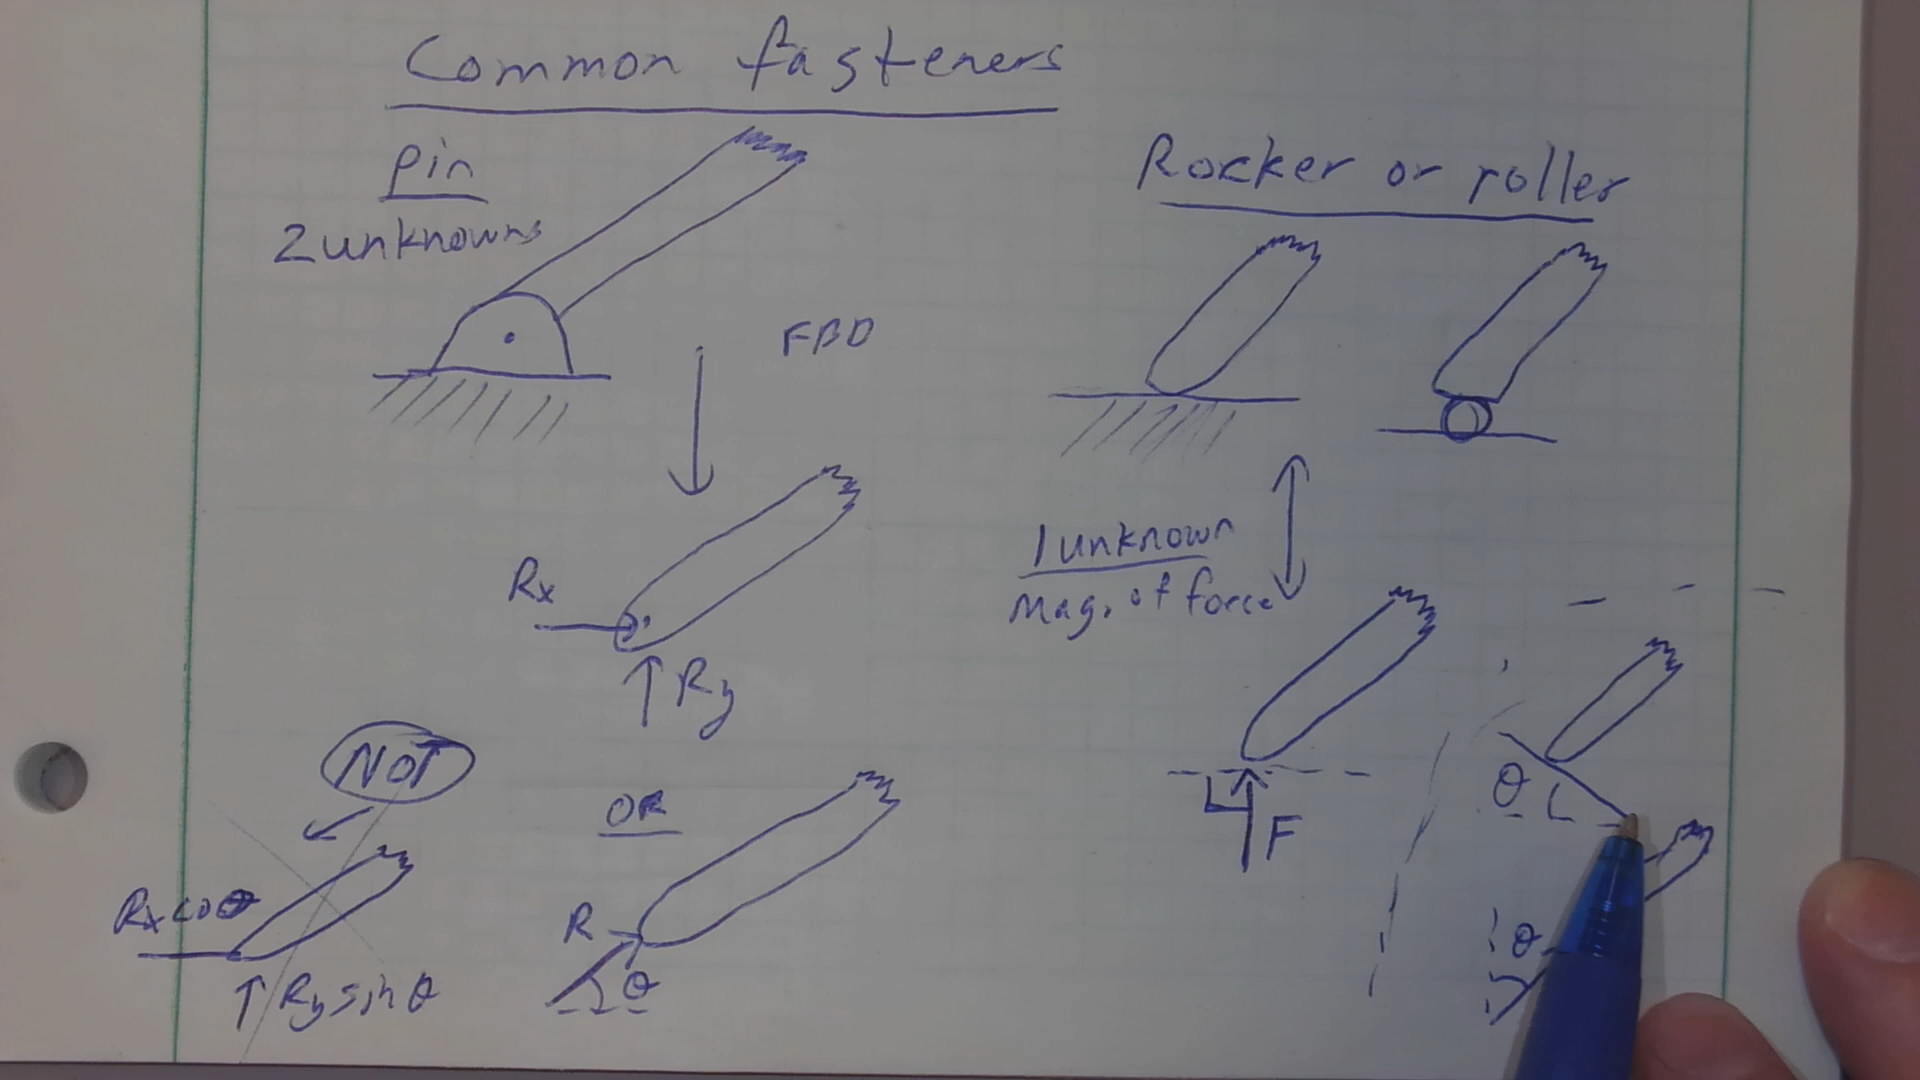 Common fasteners
Pin
2 unknowns
FBD
Rx
Ry
NOT
Rx cos θ
Ry sin θ
OR
R
θ
Rocker or roller
1 unknown
Mag. of force
F
θ
θ